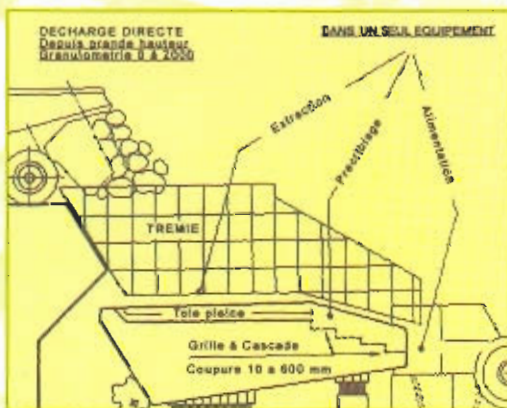 DECHARGE DIRECTE
Depuis grande hauteur
Granulometrie 0 à 2000
DANS UN SEUL EQUIPEMENT
Extraction
Précriblage
Alimentation
TREMIE
Tole pleine
Grille à Cascade
Coupure 10 a 600 mm